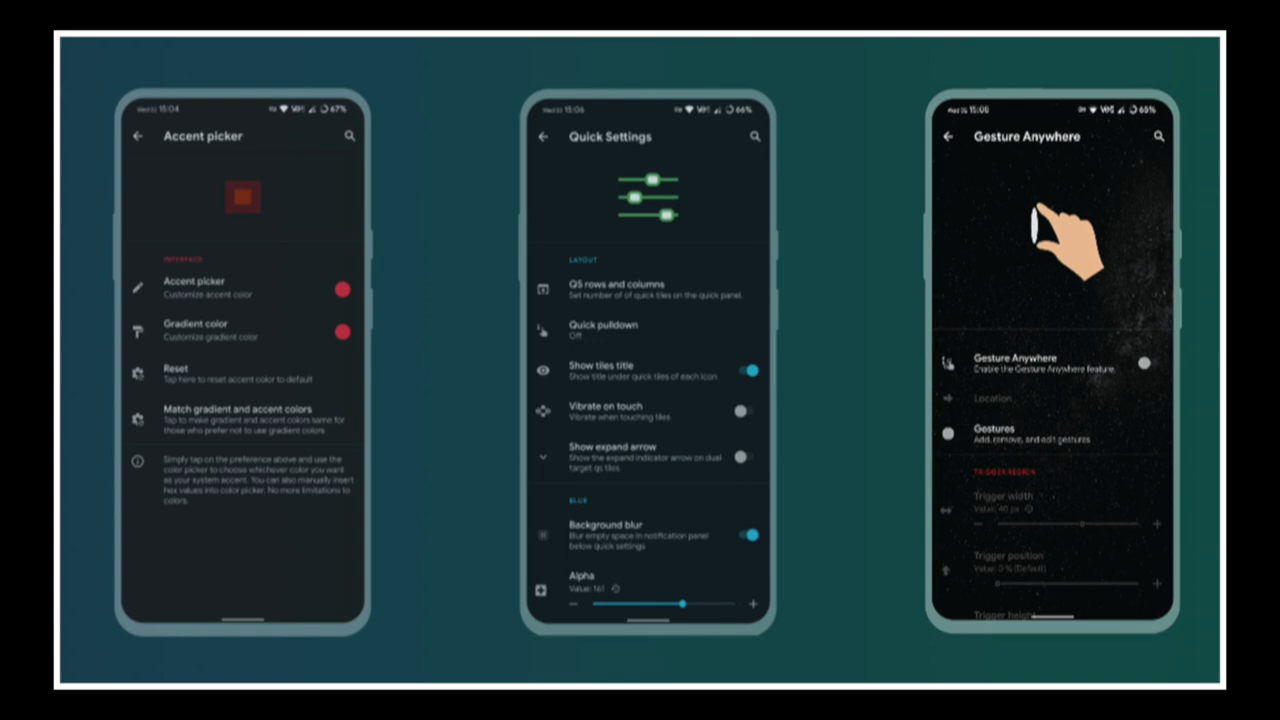 15:04
67%
Accent picker
INTERFACE
Accent picker
Customize accent color
Gradient color
Customize gradient color
Reset
Tap here to reset accent color to default
Match gradient and accent colors
Tap to make gradient and accent colors same for
those who prefer not to use gradient colors
Simply tap on the preference above and use the
color picker to choose whichever color you want
as your system accent. You can also manually insert
hex values into color picker. No more limitations to
colors.
15:06
66%
Quick Settings
LAYOUT
QS rows and columns
Set number of of quick tiles on the quick panel.
Quick pulldown
Off
Show tiles title
Show title under quick tiles of each icon
Vibrate on touch
Vibrate when touching tiles
Show expand arrow
Show the expand indicator arrow on dual
target qs tiles
BLUR
Background blur
Blur empty space in notification panel
below quick settings
Alpha
Value: 161
15:08
65%
Gesture Anywhere
Gesture Anywhere
Enable the Gesture Anywhere feature.
Location
Gestures
Add, remove, and edit gestures
TRIGGER REGION
Trigger width
Value: 40 px
Trigger position
Value: 0 % (Default)
Trigger height